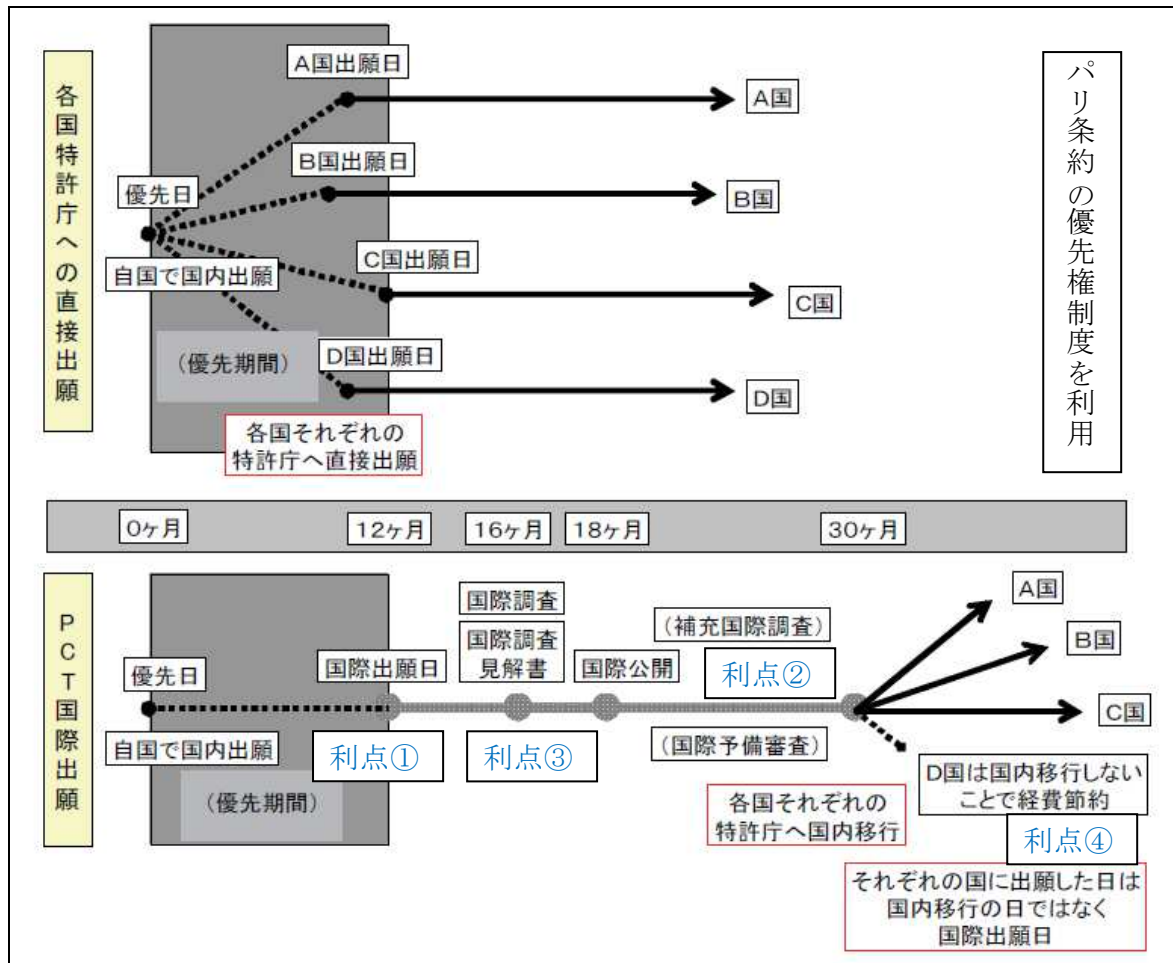 各国特許庁への直接出願
パリ条約の優先権制度を利用
A国出願日
A国
B国出願日
B国
優先日
自国で国内出願
C国出願日
C国
(優先期間)
D国出願日
D国
各国それぞれの
特許庁へ直接出願
0ヶ月
12ヶ月
16ヶ月
18ヶ月
30ヶ月
PCT国際出願
優先日
自国で国内出願
(優先期間)
国際出願日
利点①
国際調査
国際調査
見解書
利点③
国際公開
(補充国際調査)
利点②
(国際予備審査)
A国
B国
C国
各国それぞれの
特許庁へ国内移行
D国は国内移行しない
ことで経費節約
利点④
それぞれの国に出願した日は
国内移行の日ではなく
国際出願日